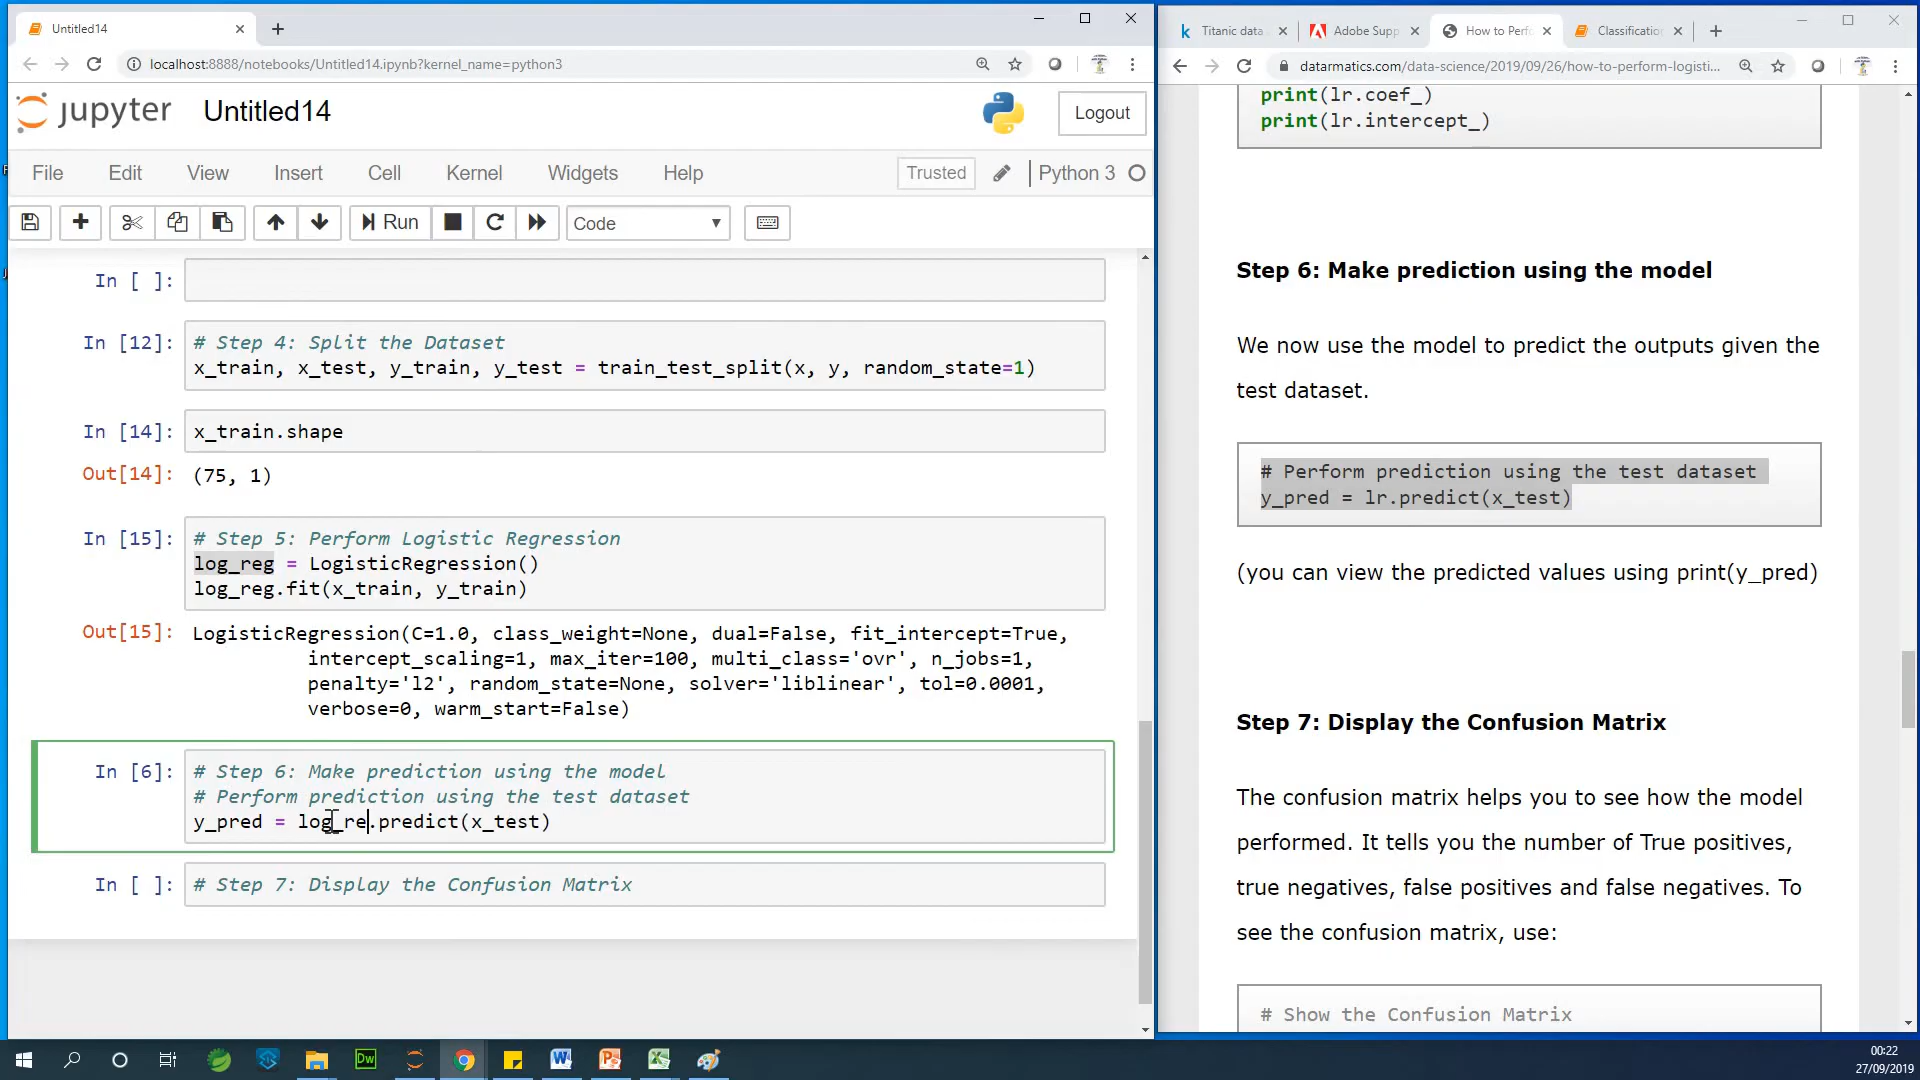 Untitled14
localhost:8888/notebooks/Untitled14.ipynb?kernel_name=python3
jupyter Untitled14
Logout
File Edit View Insert Cell Kernel Widgets Help
Trusted
Python 3
Run
Code
In [ ]:
In [12]:
# Step 4: Split the Dataset
x_train, x_test, y_train, y_test = train_test_split(x, y, random_state=1)
In [14]:
x_train.shape
Out[14]:
(75, 1)
In [15]:
# Step 5: Perform Logistic Regression
log_reg = LogisticRegression()
log_reg.fit(x_train, y_train)
Out[15]:
LogisticRegression(C=1.0, class_weight=None, dual=False, fit_intercept=True,
intercept_scaling=1, max_iter=100, multi_class='ovr', n_jobs=1,
penalty='l2', random_state=None, solver='liblinear', tol=0.0001,
verbose=0, warm_start=False)
In [6]:
# Step 6: Make prediction using the model
# Perform prediction using the test dataset
y_pred = log_re.predict(x_test)
In [ ]:
# Step 7: Display the Confusion Matrix
Titanic data
Adobe Supp
How to Perf
Classification
datarmatics.com/data-science/2019/09/26/how-to-perform-logisti...
print(lr.coef_)
print(lr.intercept_)
Step 6: Make prediction using the model
We now use the model to predict the outputs given the
test dataset.
# Perform prediction using the test dataset
y_pred = lr.predict(x_test)
(you can view the predicted values using print(y_pred)
Step 7: Display the Confusion Matrix
The confusion matrix helps you to see how the model
performed. It tells you the number of True positives,
true negatives, false positives and false negatives. To
see the confusion matrix, use:
# Show the Confusion Matrix
Dw
00:22
27/09/2019